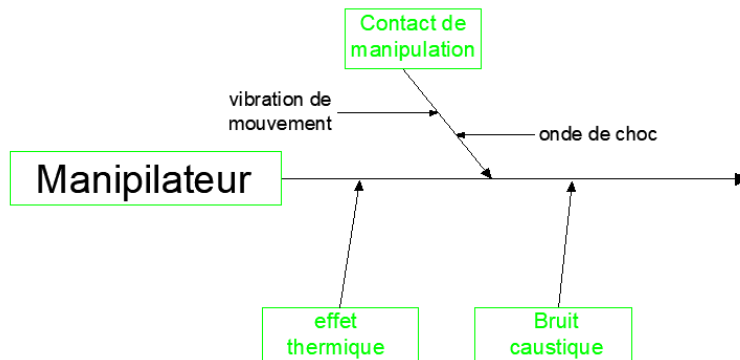 Contact de
manipulation
vibration de
mouvement
onde de choc
Manipilateur
effet
thermique
Bruit
caustique